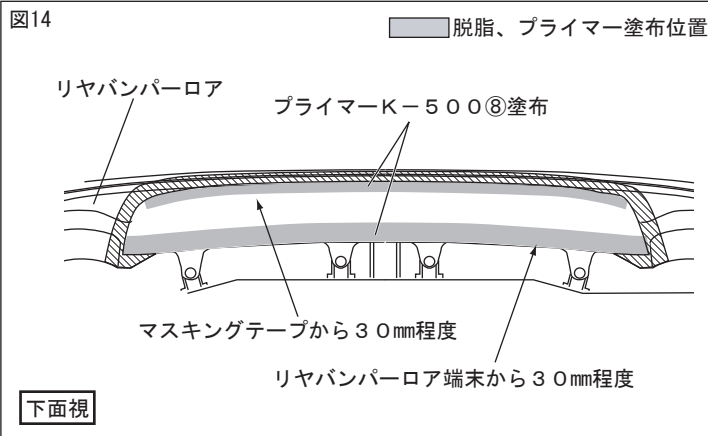 図14
脱脂、プライマー塗布位置
リヤバンパーロア
プライマーK－500⑧塗布
マスキングテープから30㎜程度
リヤバンパーロア端末から30㎜程度
下面視